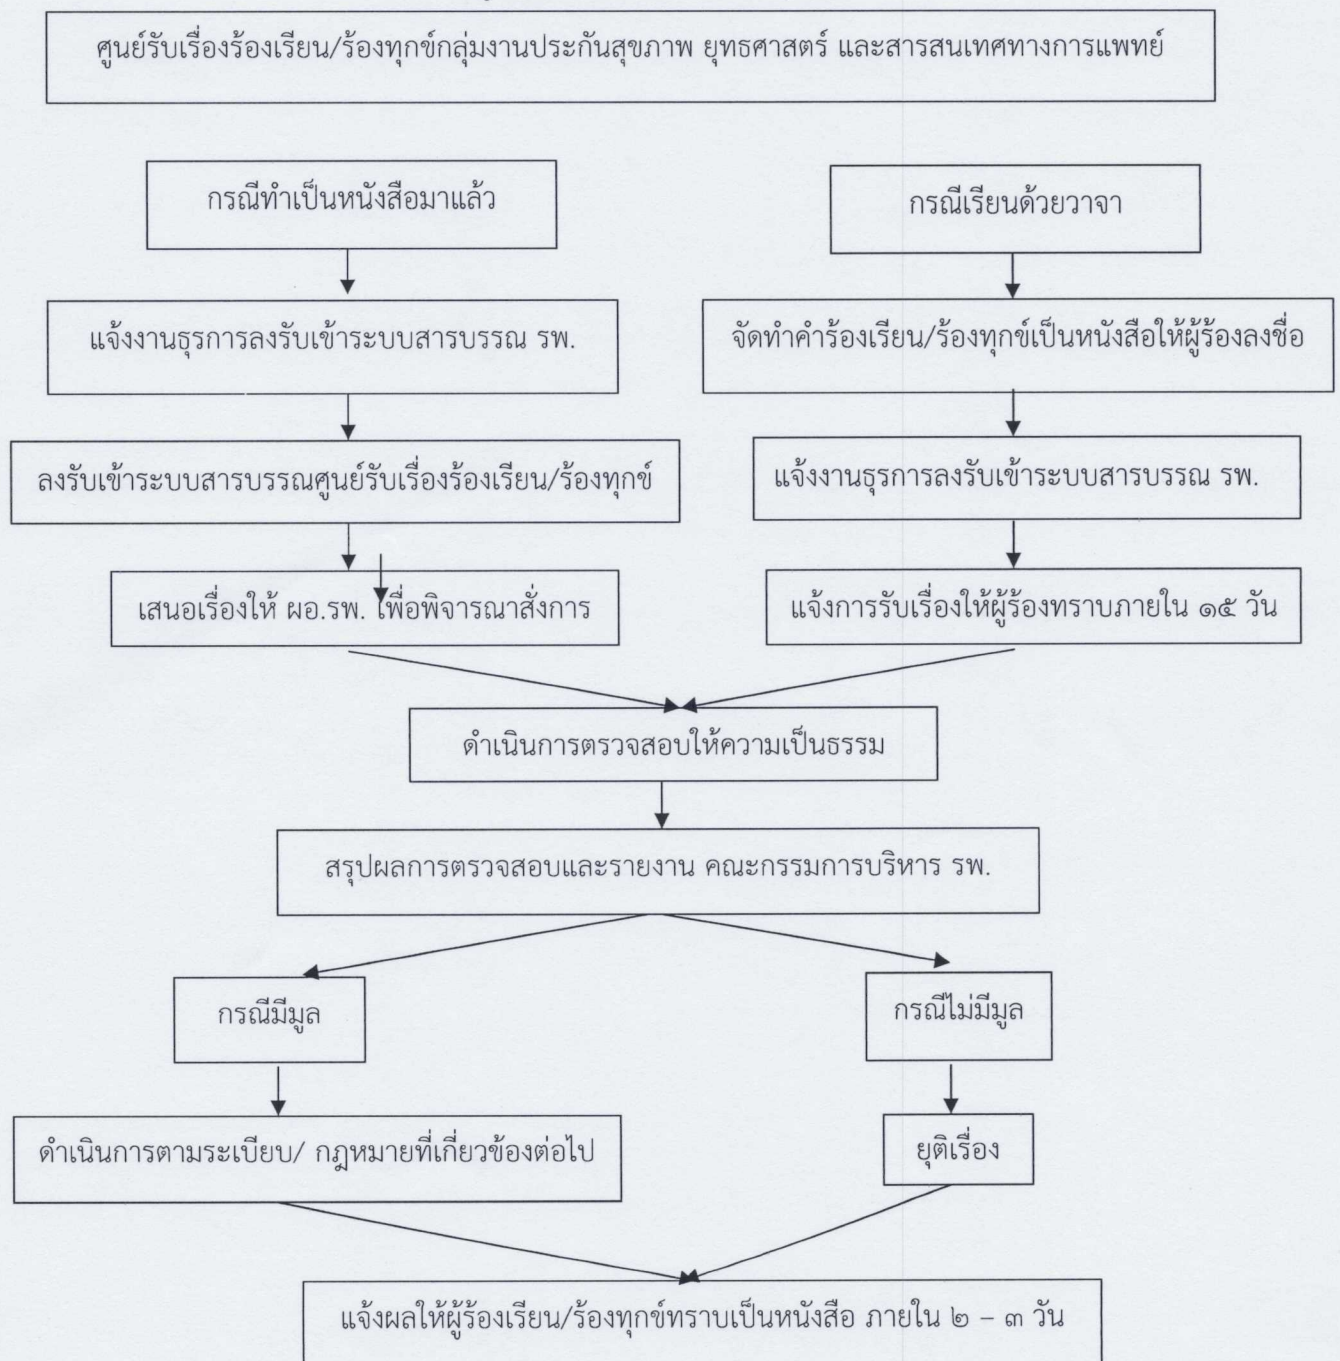 ศูนย์รับเรื่องร้องเรียน/ร้องทุกข์กลุ่มงานประกันสุขภาพ ยุทธศาสตร์ และสารสนเทศทางการแพทย์
กรณีทำเป็นหนังสือมาแล้ว
กรณีเรียนด้วยวาจา
แจ้งงานธุรการลงรับเข้าระบบสารบรรณ รพ.
จัดทำคำร้องเรียน/ร้องทุกข์เป็นหนังสือให้ผู้ร้องลงชื่อ
ลงรับเข้าระบบสารบรรณศูนย์รับเรื่องร้องเรียน/ร้องทุกข์
แจ้งงานธุรการลงรับเข้าระบบสารบรรณ รพ.
เสนอเรื่องให้ ผอ.รพ. เพื่อพิจารณาสั่งการ
แจ้งการรับเรื่องให้ผู้ร้องทราบภายใน ๑๕ วัน
ดำเนินการตรวจสอบให้ความเป็นธรรม
สรุปผลการตรวจสอบและรายงาน คณะกรรมการบริหาร รพ.
กรณีมีมูล
กรณีไม่มีมูล
ดำเนินการตามระเบียบ/ กฎหมายที่เกี่ยวข้องต่อไป
ยุติเรื่อง
แจ้งผลให้ผู้ร้องเรียน/ร้องทุกข์ทราบเป็นหนังสือ ภายใน ๒ – ๓ วัน